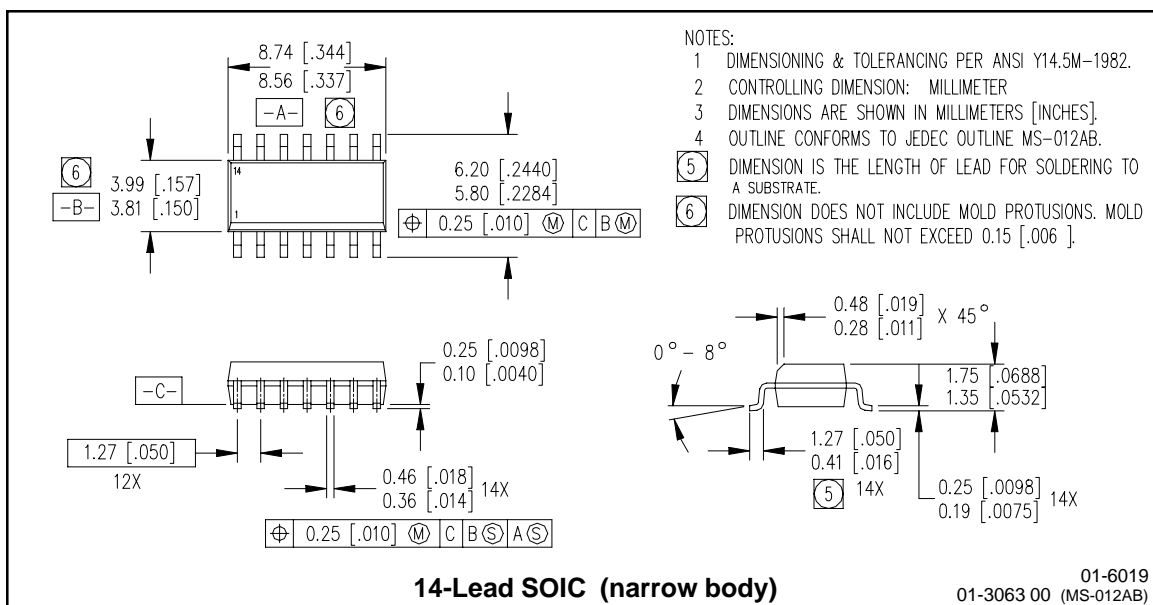 8.74 [.344]
8.56 [.337]
-A- 6
14
1
6
3.99 [.157]
3.81 [.150]
-B-
6.20 [.2440]
5.80 [.2284]
⌖ 0.25 [.010] Ⓜ C B Ⓜ
NOTES:
1 DIMENSIONING & TOLERANCING PER ANSI Y14.5M-1982.
2 CONTROLLING DIMENSION: MILLIMETER
3 DIMENSIONS ARE SHOWN IN MILLIMETERS [INCHES].
4 OUTLINE CONFORMS TO JEDEC OUTLINE MS-012AB.
5 DIMENSION IS THE LENGTH OF LEAD FOR SOLDERING TO
A SUBSTRATE.
6 DIMENSION DOES NOT INCLUDE MOLD PROTUSIONS. MOLD
PROTUSIONS SHALL NOT EXCEED 0.15 [.006 ].
-C-
0.25 [.0098]
0.10 [.0040]
1.27 [.050]
12X
0.46 [.018]
0.36 [.014] 14X
⌖ 0.25 [.010] Ⓜ C B Ⓢ A Ⓢ
0.48 [.019]
0.28 [.011] X 45°
0°-8°
1.75 [.0688]
1.35 [.0532]
1.27 [.050]
0.41 [.016]
5 14X
0.25 [.0098]
0.19 [.0075] 14X
14-Lead SOIC (narrow body)
01-6019
01-3063 00 (MS-012AB)